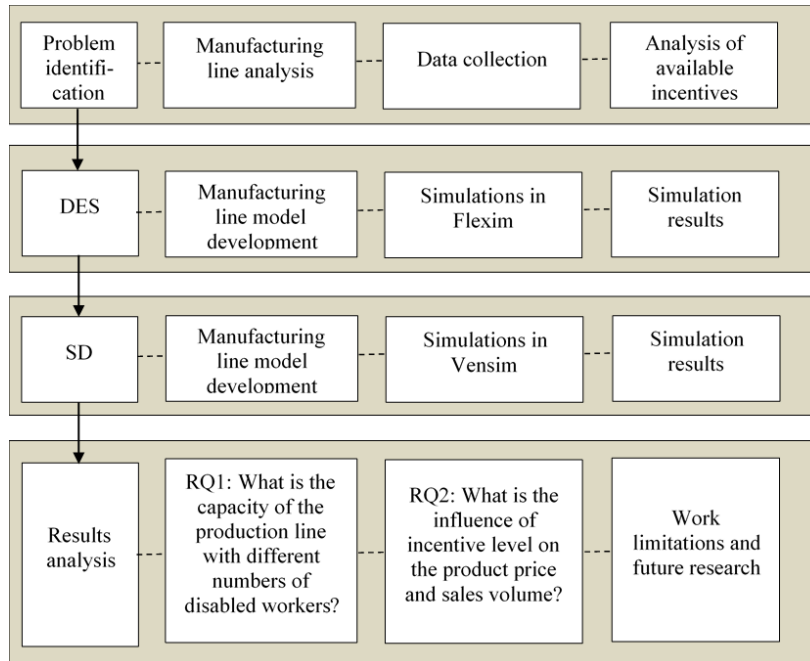 Problem
identifi-
cation
Manufacturing
line analysis
Data collection
Analysis of
available
incentives
DES
Manufacturing
line model
development
Simulations in
Flexim
Simulation
results
SD
Manufacturing
line model
development
Simulations in
Vensim
Simulation
results
Results
analysis
RQ1: What is the
capacity of the
production line
with different
numbers of
disabled workers?
RQ2: What is the
influence of
incentive level on
the product price
and sales volume?
Work
limitations and
future research